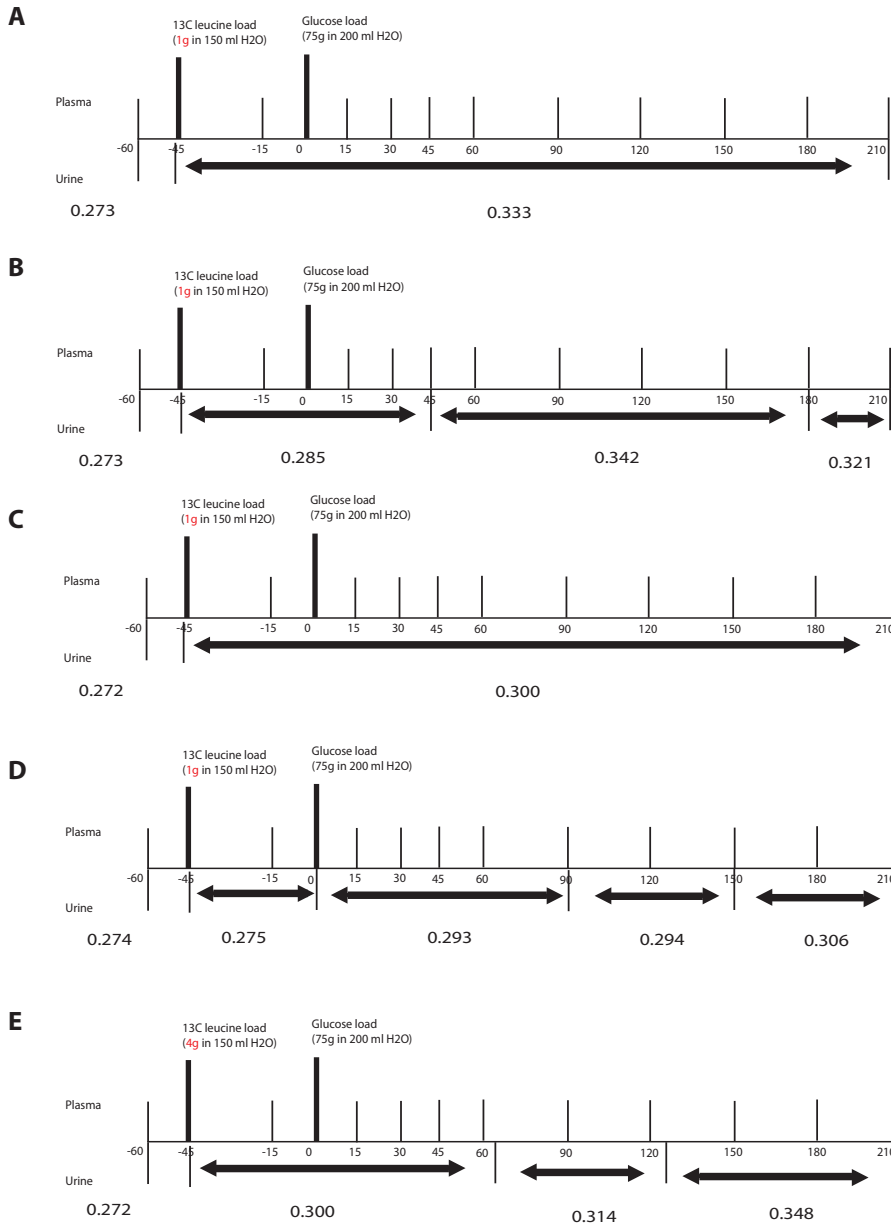 A
13C leucine load
(1g in 150 ml H2O)
Glucose load
(75g in 200 ml H2O)
Plasma
-60 -45 -15 0 15 30 45 60 90 120 150 180 210
Urine
0.273 0.333
B
13C leucine load
(1g in 150 ml H2O)
Glucose load
(75g in 200 ml H2O)
Plasma
-60 -45 -15 0 15 30 45 60 90 120 150 180 210
Urine
0.273 0.285 0.342 0.321
C
13C leucine load
(1g in 150 ml H2O)
Glucose load
(75g in 200 ml H2O)
Plasma
-60 -45 -15 0 15 30 45 60 90 120 150 180 210
Urine
0.272 0.300
D
13C leucine load
(1g in 150 ml H2O)
Glucose load
(75g in 200 ml H2O)
Plasma
-60 -45 -15 0 15 30 45 60 90 120 150 180 210
Urine
0.274 0.275 0.293 0.294 0.306
E
13C leucine load
(4g in 150 ml H2O)
Glucose load
(75g in 200 ml H2O)
Plasma
-60 -45 -15 0 15 30 45 60 90 120 150 180 210
Urine
0.272 0.300 0.314 0.348